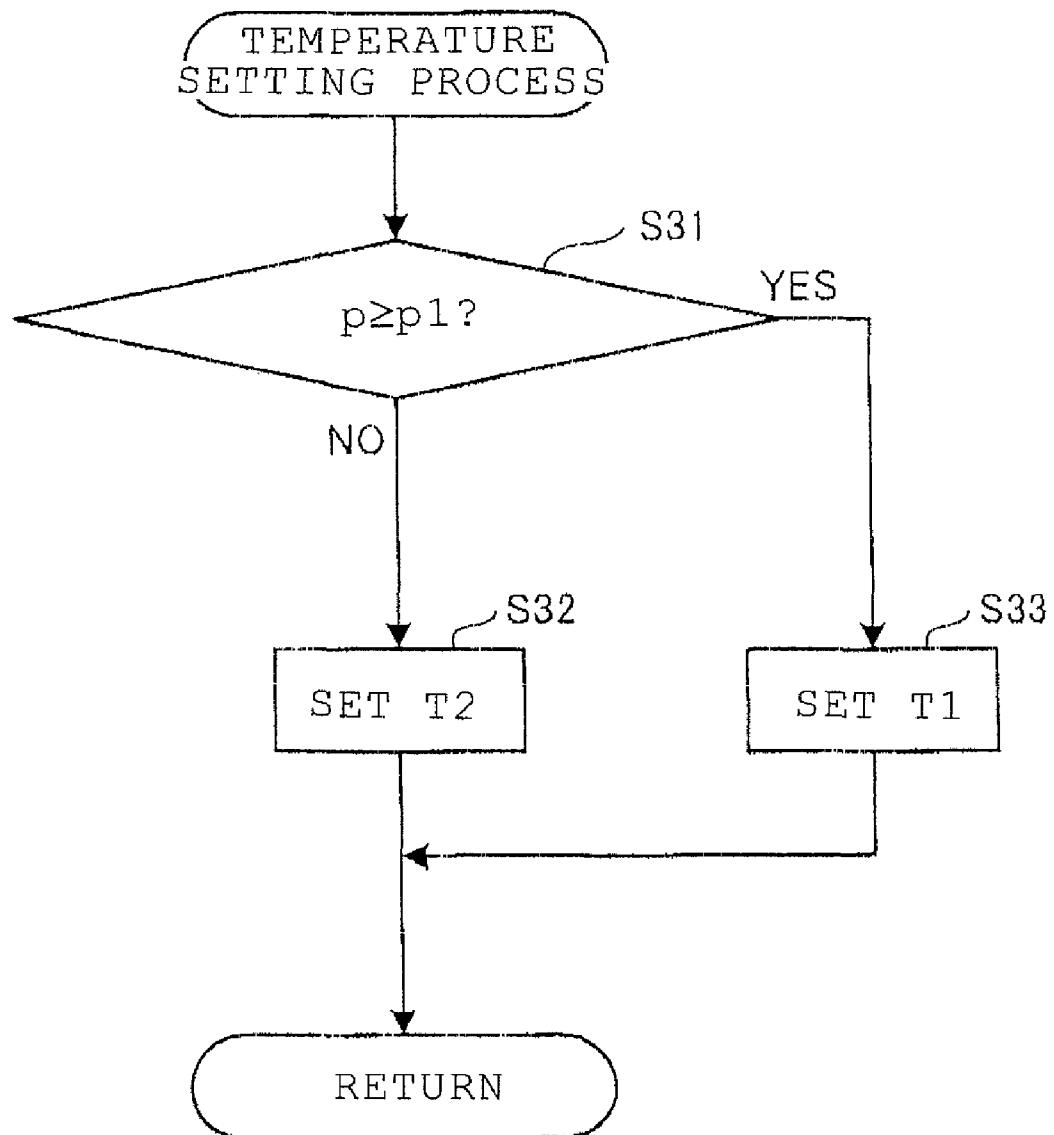 TEMPERATURE
SETTING PROCESS
S31
p≥p1?
YES
NO
S32
S33
SET T2
SET T1
RETURN